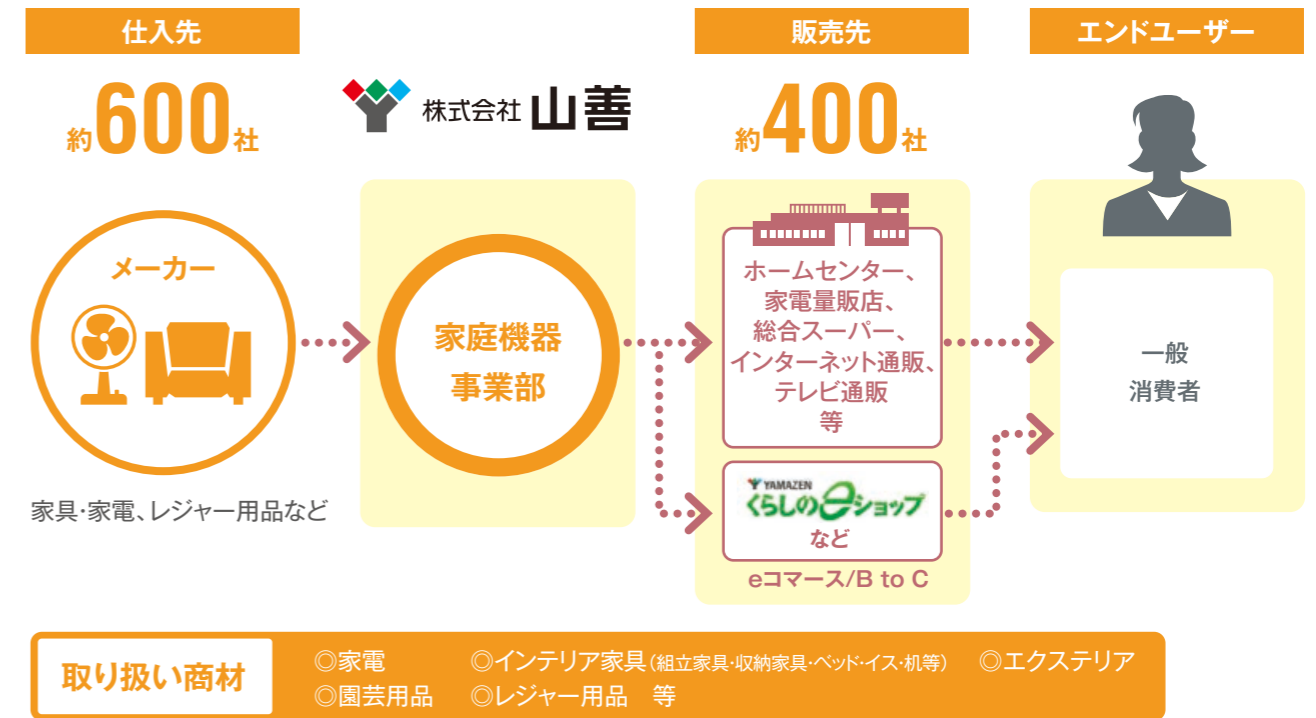 仕入先
約600社
メーカー
家具・家電、レジャー用品など
株式会社 山善
家庭機器
事業部
販売先
約400社
ホームセンター、
家電量販店、
総合スーパー、
インターネット通販、
テレビ通販
等
YAMAZEN
くらしのeショップ
など
eコマース/B to C
エンドユーザー
一般
消費者
取り扱い商材
◎家電 ◎インテリア家具(組立家具・収納家具・ベッド・イス・机等) ◎エクステリア
◎園芸用品 ◎レジャー用品 等